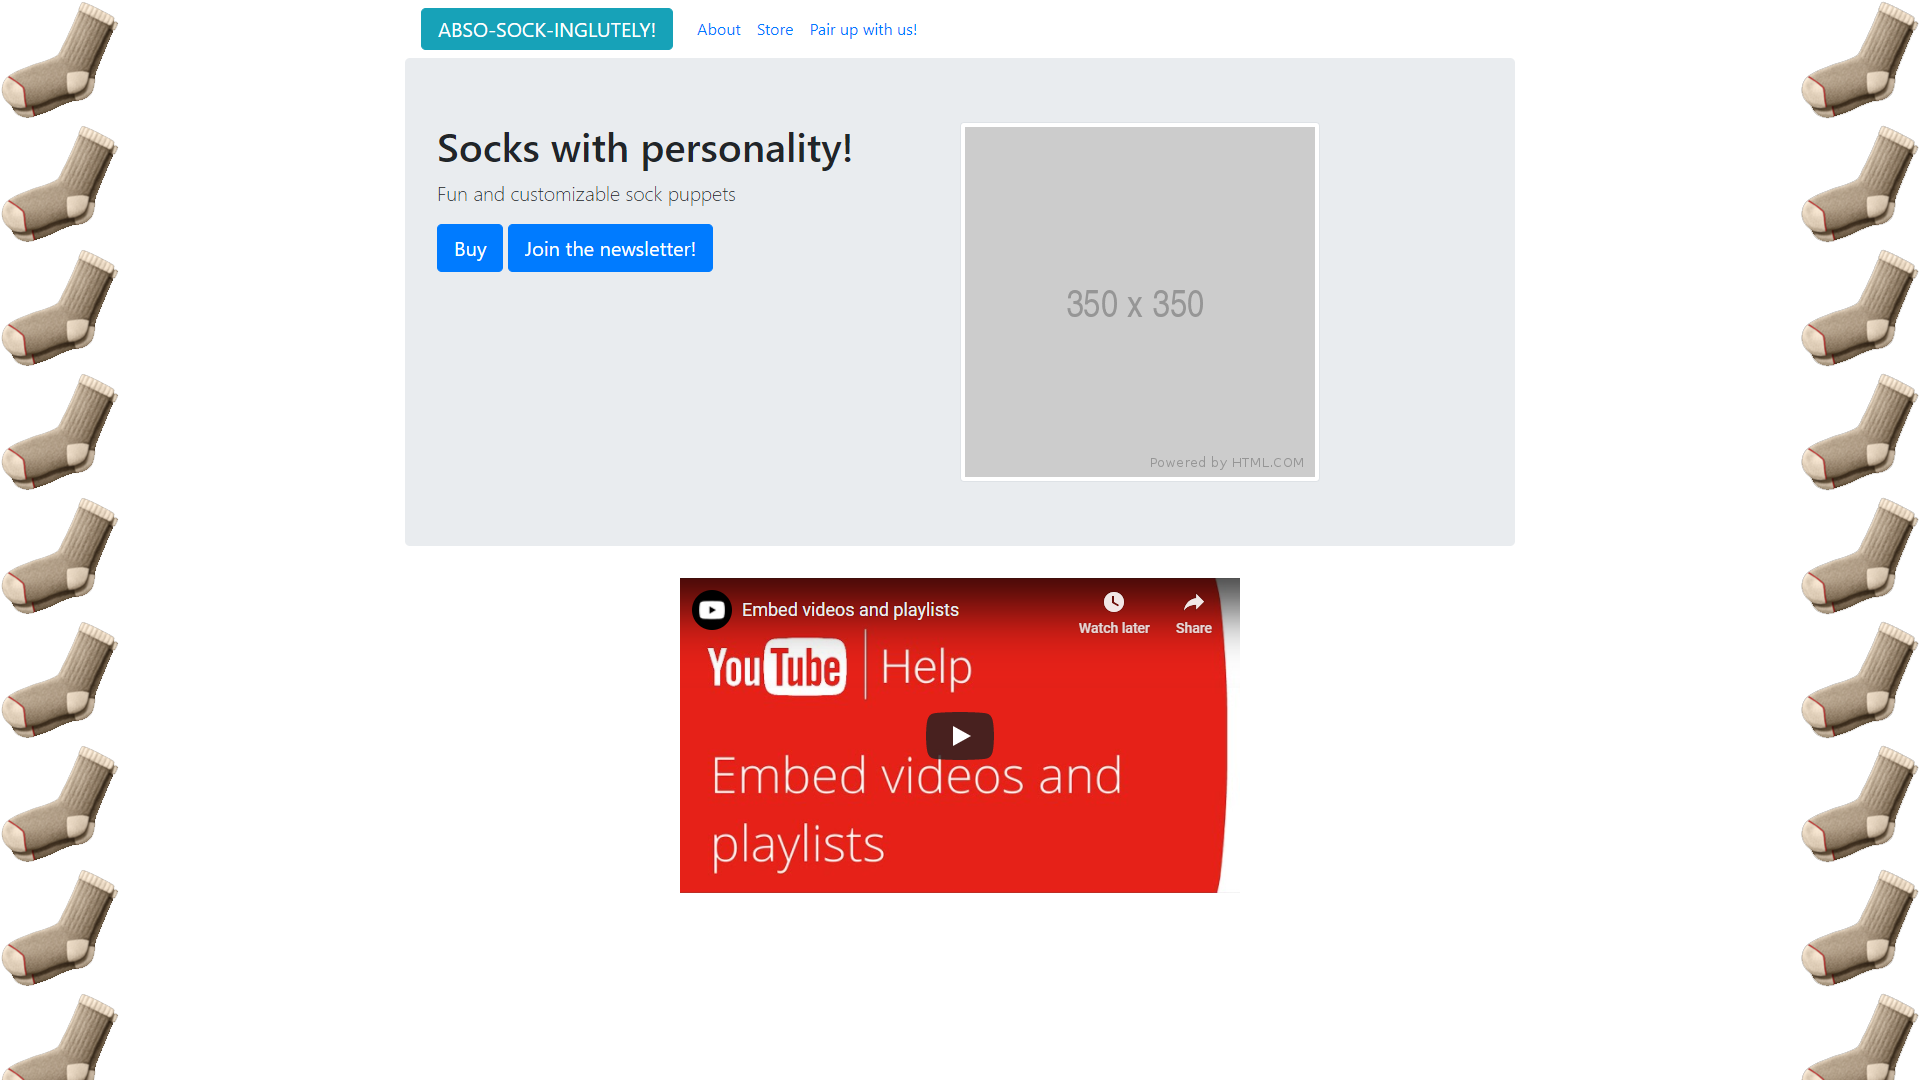 ABSO-SOCK-INGLUTELY!
About
Store
Pair up with us!
Socks with personality!
Fun and customizable sock puppets
Buy
Join the newsletter!
350 x 350
Powered by HTML.COM
Embed videos and playlists
Watch later
Share
YouTube
Help
Embed videos and
playlists